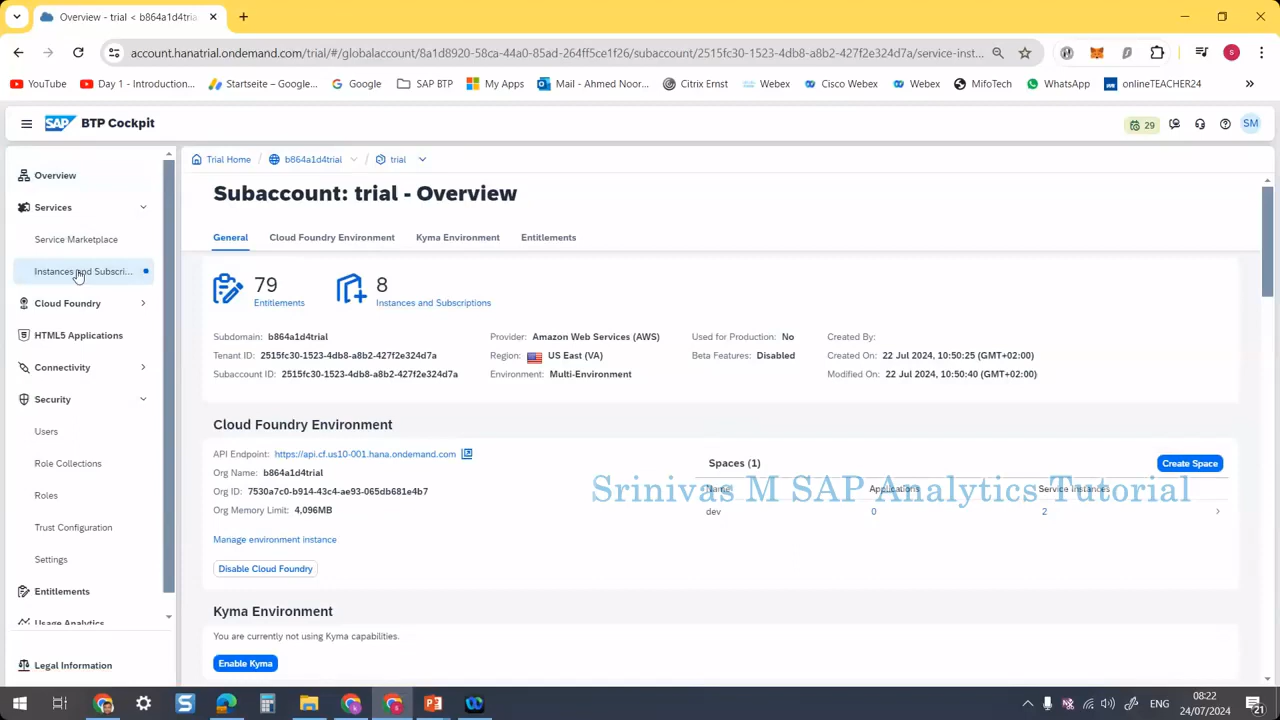 Overview - trial < b864a1d4trial
account.hanatrial.ondemand.com/trial/#/globalaccount/8a1d8920-58ca-44a0-85ad-264ff5ce1f26/subaccount/2515fc30-1523-4db8-a8b2-427f2e324d7a/service-inst...
S
YouTube
Day 1 - Introduction...
Startseite – Google...
Google
SAP BTP
My Apps
Mail - Ahmed Noor...
Citrix Ernst
Webex
Cisco Webex
Webex
MifoTech
WhatsApp
onlineTEACHER24
SAP BTP Cockpit
29
SM
Overview
Services
Service Marketplace
Instances and Subscri...
Cloud Foundry
HTML5 Applications
Connectivity
Security
Users
Role Collections
Roles
Trust Configuration
Settings
Entitlements
Usage Analytics
Legal Information
Trial Home / b864a1d4trial / trial
Subaccount: trial - Overview
General Cloud Foundry Environment Kyma Environment Entitlements
79 Entitlements
8 Instances and Subscriptions
Subdomain: b864a1d4trial
Tenant ID: 2515fc30-1523-4db8-a8b2-427f2e324d7a
Subaccount ID: 2515fc30-1523-4db8-a8b2-427f2e324d7a
Provider: Amazon Web Services (AWS)
Region: US East (VA)
Environment: Multi-Environment
Used for Production: No
Beta Features: Disabled
Created By:
Created On: 22 Jul 2024, 10:50:25 (GMT+02:00)
Modified On: 22 Jul 2024, 10:50:40 (GMT+02:00)
Cloud Foundry Environment
API Endpoint: https://api.cf.us10-001.hana.ondemand.com
Org Name: b864a1d4trial
Org ID: 7530a7c0-b914-43c4-ae93-065db681e4b7
Org Memory Limit: 4,096MB
Manage environment instance
Disable Cloud Foundry
Spaces (1)
Create Space
Name Applications Service Instances
dev 0 2
Srinivas M SAP Analytics Tutorial
Kyma Environment
You are currently not using Kyma capabilities.
Enable Kyma
ENG
08:22
24/07/2024
21